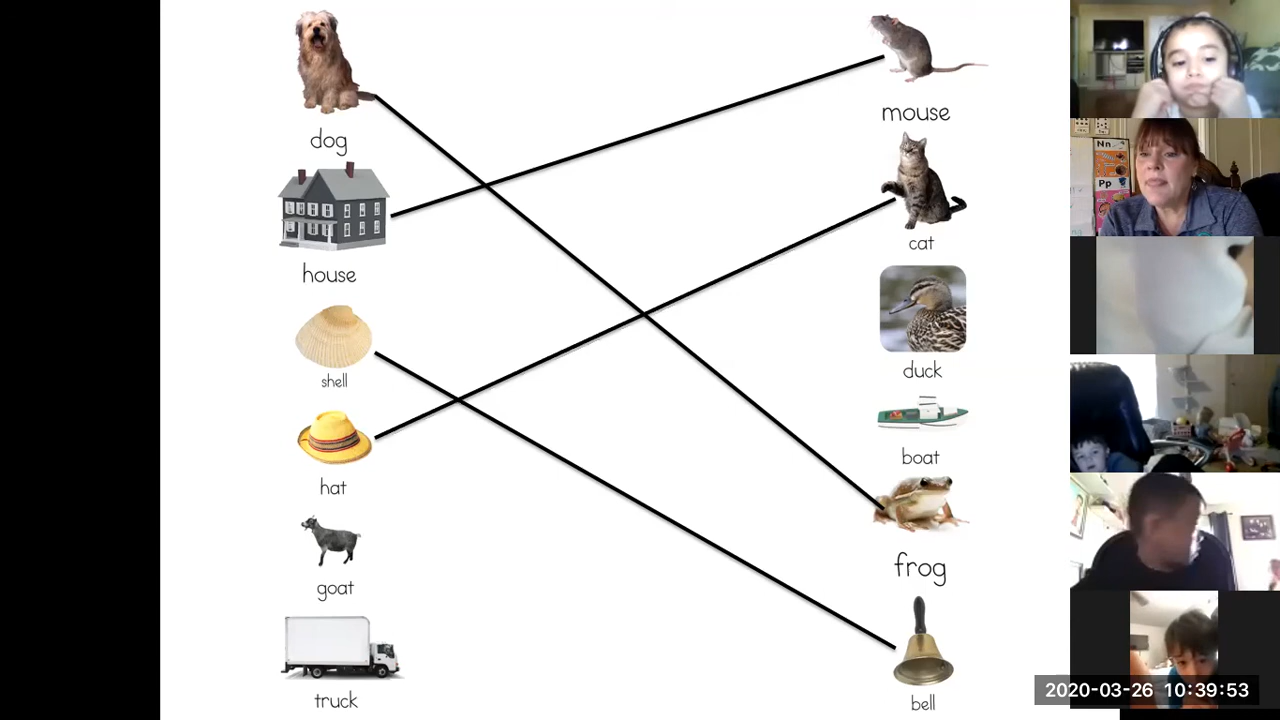 dog
house
shell
hat
goat
truck
mouse
cat
duck
boat
frog
bell
Nn
Pp
2020-03-26 10:39:53